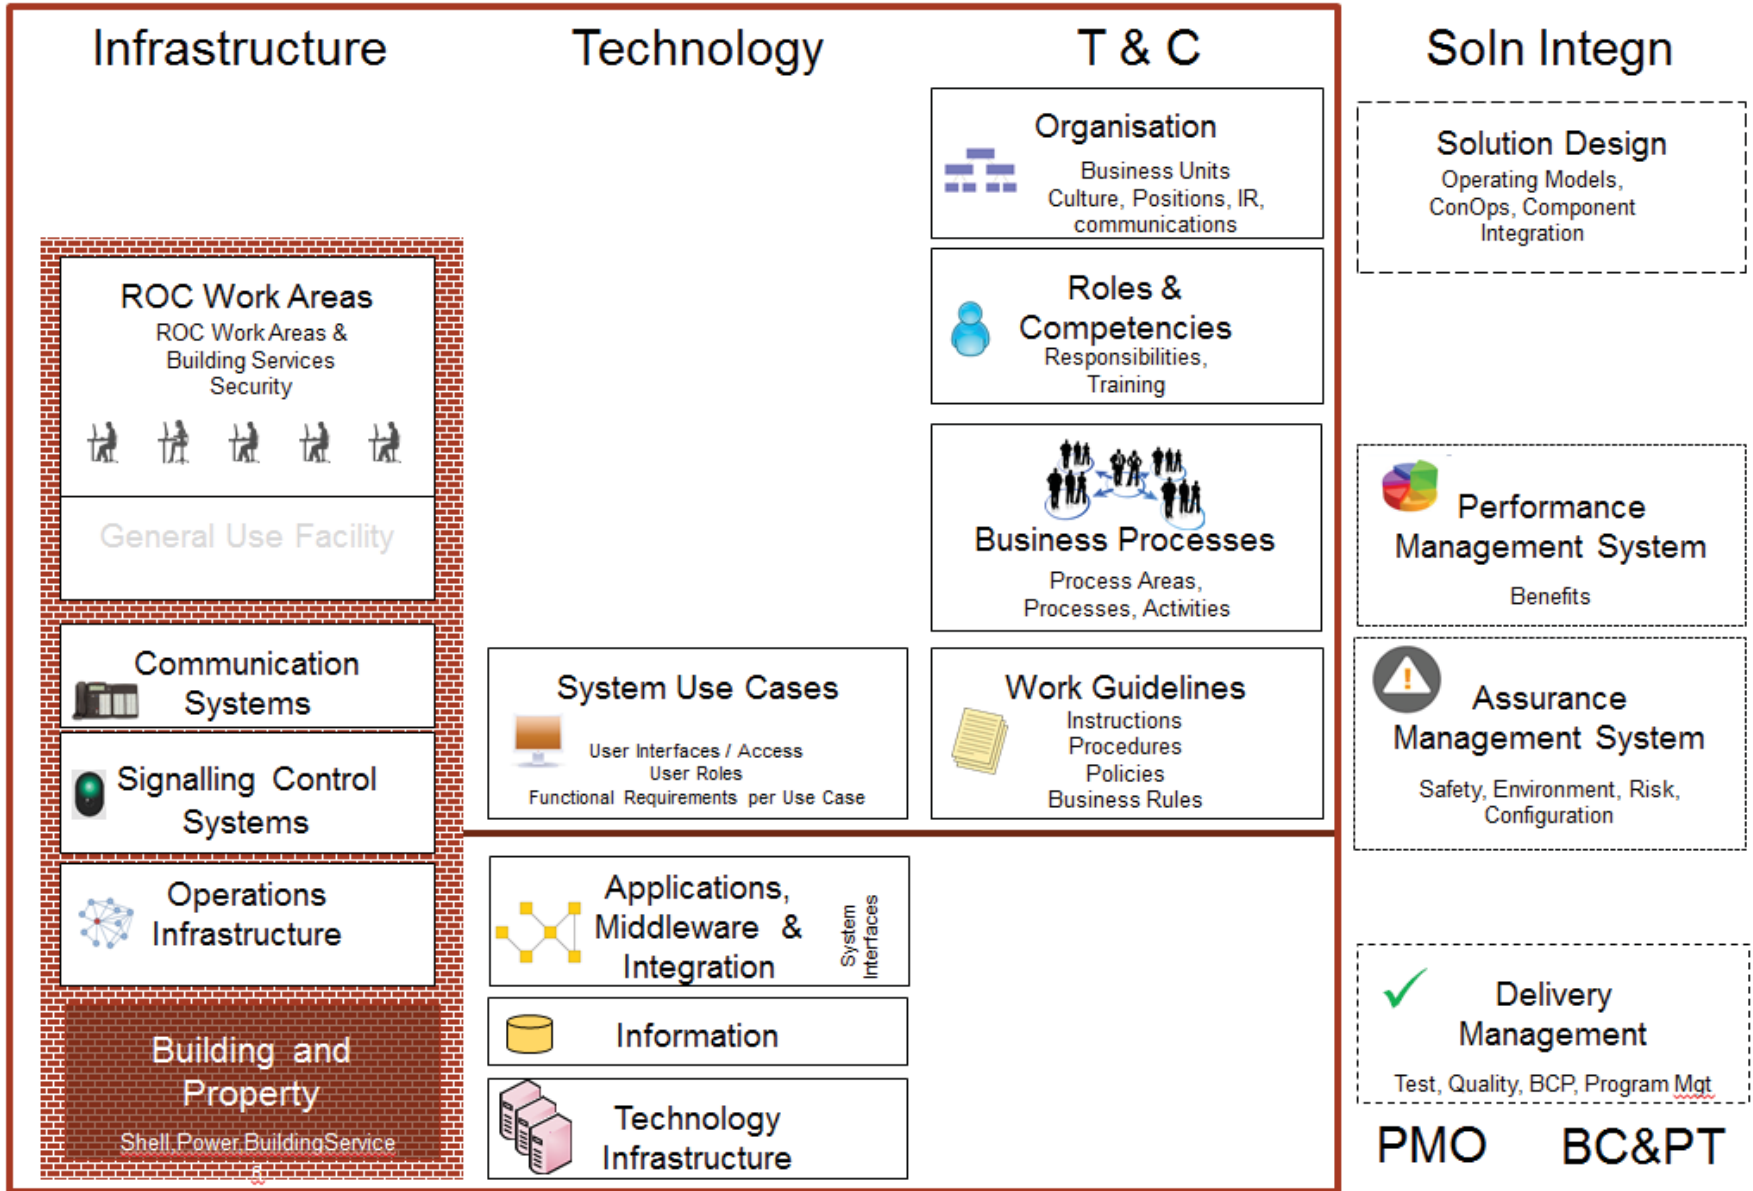 Infrastructure
Technology
T & C
Soln Integn
ROC Work Areas
ROC Work Areas &
Building Services
Security
General Use Facility
Communication
Systems
Signalling Control
Systems
Operations
Infrastructure
Building and
Property
Shell,Power.BuildingService
s
System Use Cases
User Interfaces / Access
User Roles
Functional Requirements per Use Case
Applications,
Middleware &
Integration
System
Interfaces
Information
Technology
Infrastructure
Organisation
Business Units
Culture, Positions, IR,
communications
Roles &
Competencies
Responsibilities,
Training
Business Processes
Process Areas,
Processes, Activities
Work Guidelines
Instructions
Procedures
Policies
Business Rules
Solution Design
Operating Models,
ConOps, Component
Integration
Performance
Management System
Benefits
Assurance
Management System
Safety, Environment, Risk,
Configuration
Delivery
Management
Test, Quality, BCP, Program Mgt
PMO
BC&PT